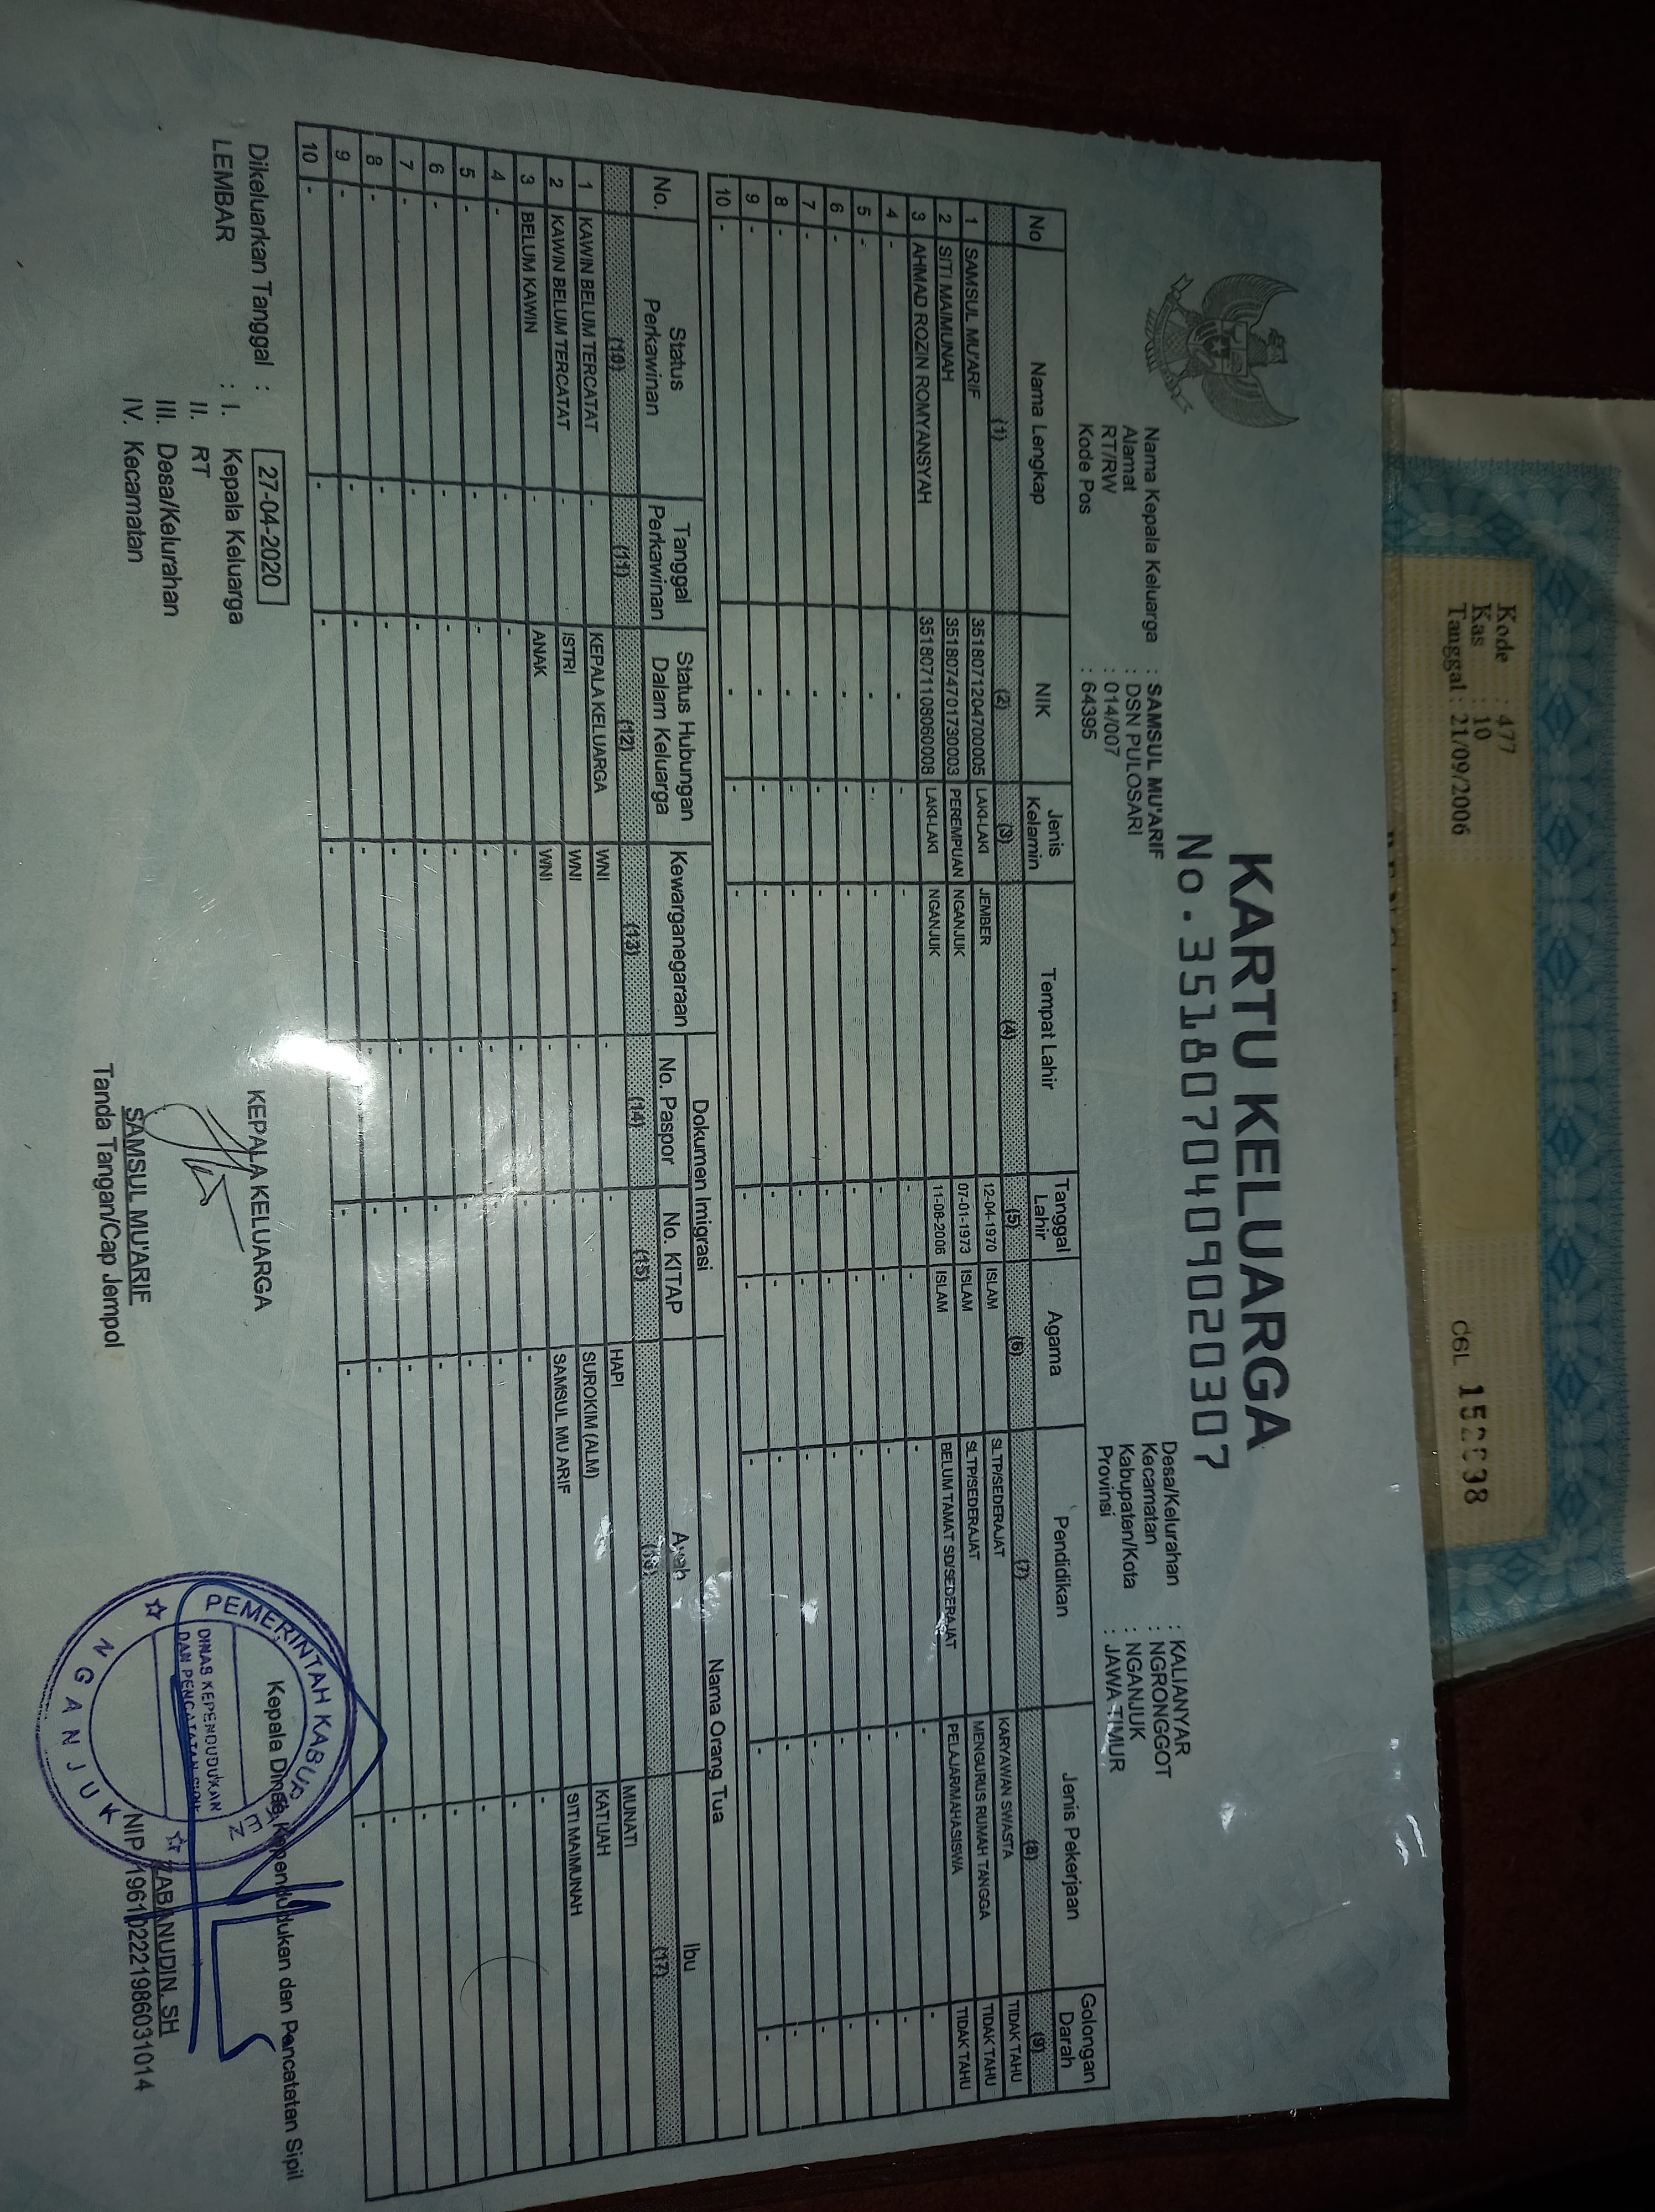 Kode : 477
Kas : 10
Tanggal : 21/09/2006
C6L
KARTU KELUARGA
No. 3518070409020307
Nama Kepala Keluarga : SAMSUL MU'ARIF
Alamat : DSN PULOSARI
RT/RW : 014/007
Kode Pos : 64395
Desa/Kelurahan : KALIANYAR
Kecamatan : NGRONGGOT
Kabupaten/Kota : NGANJUK
Provinsi : JAWA TIMUR
No Nama Lengkap NIK Jenis Kelamin Tempat Lahir Tanggal Lahir Agama Pendidikan Jenis Pekerjaan Golongan Darah
(1) (2) (3) (4) (5) (6) (7) (8) (9)
1 SAMSUL MU'ARIF 3518071204700005 LAKI-LAKI JEMBER 12-04-1970 ISLAM SLTP/SEDERAJAT KARYAWAN SWASTA TIDAK TAHU
2 SITI MAIMUNAH 3518074701730003 PEREMPUAN NGANJUK 07-01-1973 ISLAM SLTP/SEDERAJAT MENGURUS RUMAH TANGGA TIDAK TAHU
3 AHMAD ROZIN ROMYANSYAH 3518071108060008 LAKI-LAKI NGANJUK 11-08-2006 ISLAM BELUM TAMAT SD/SEDERAJAT PELAJAR/MAHASISWA TIDAK TAHU
4 - - - - - - - - -
5 - - - - - - - - -
6 - - - - - - - - -
7 - - - - - - - - -
8 - - - - - - - - -
9 - - - - - - - - -
10 - - - - - - - - -
No. Status Perkawinan Tanggal Perkawinan Status Hubungan Dalam Keluarga Kewarganegaraan Dokumen Imigrasi Nama Orang Tua
No. Paspor No. KITAP Ayah Ibu
(10) (11) (12) (13) (14) (15) (16) (17)
1 KAWIN BELUM TERCATAT - KEPALA KELUARGA WNI - - HAPI MUNATI
2 KAWIN BELUM TERCATAT - ISTRI WNI - - SUROKIM (ALM) KATIJAH
3 BELUM KAWIN - ANAK WNI - - SAMSUL MU ARIF SITI MAIMUNAH
4 - - - - - - - -
5 - - - - - - - -
6 - - - - - - - -
7 - - - - - - - -
8 - - - - - - - -
9 - - - - - - - -
10 - - - - - - - -
Dikeluarkan Tanggal : 27-04-2020
LEMBAR : I. Kepala Keluarga
II. RT
III. Desa/Kelurahan
IV. Kecamatan
KEPALA KELUARGA
SAMSUL MU'ARIF
Tanda Tangan/Cap Jempol
Kepala Dinas Kependudukan dan Pencatatan Sipil
PEMERINTAH KABUPATEN
DINAS KEPENDUDUKAN
DAN PENCATATAN SIPIL
NGANJUK
NIP. 196102221986031014